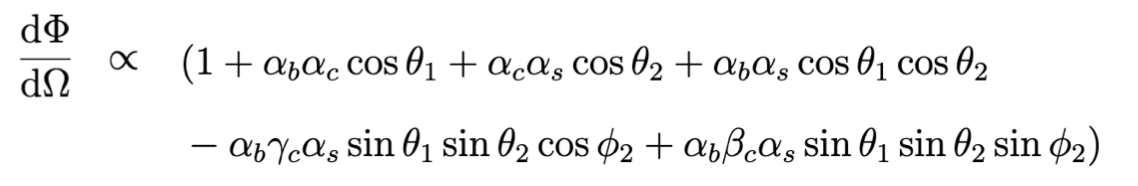 dΦ/dΩ ∝ (1 + α_b α_c cos θ_1 + α_c α_s cos θ_2 + α_b α_s cos θ_1 cos θ_2
− α_b γ_c α_s sin θ_1 sin θ_2 cos ϕ_2 + α_b β_c α_s sin θ_1 sin θ_2 sin ϕ_2)